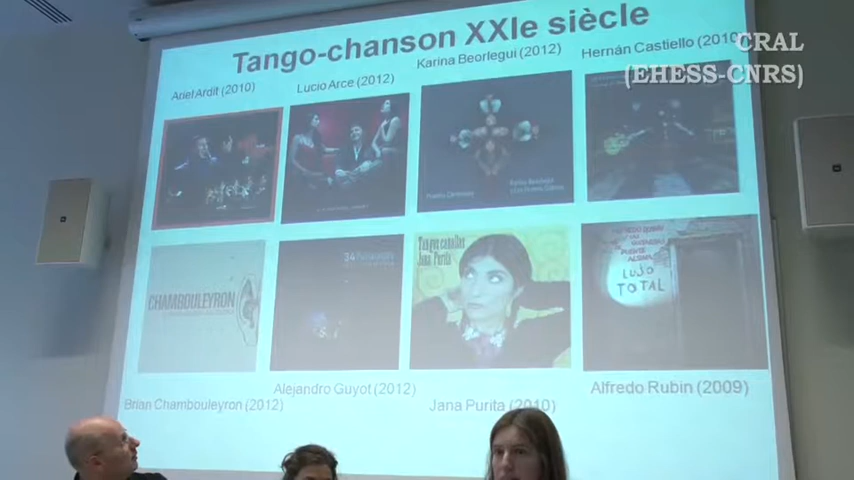 Tango-chanson XXIe siècle
Ariel Ardit (2010)
Lucio Arce (2012)
Karina Beorlegui (2012)
Hernán Castiello (2010)
CRAL
(EHESS-CNRS)
CHAMBOULEYRON
34
Tangos canallas
Jana Purita
LUJO
TOTAL
Brian Chambouleyron (2012)
Alejandro Guyot (2012)
Jana Purita (2010)
Alfredo Rubin (2009)